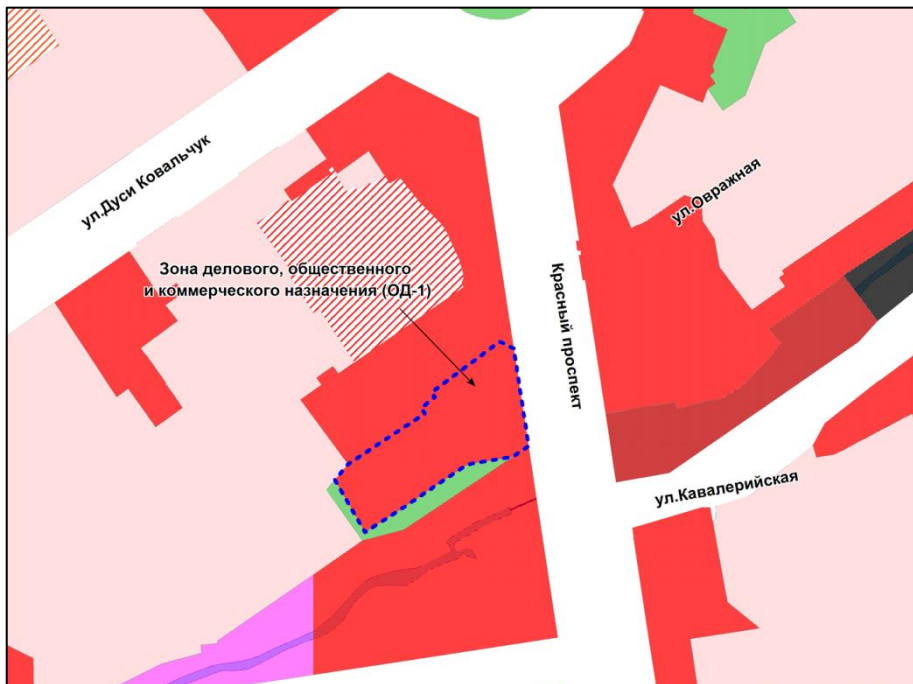 ул.Дуси Ковальчук
ул.Овражная
Зона делового, общественного
и коммерческого назначения (ОД-1)
Красный проспект
ул.Кавалерийская